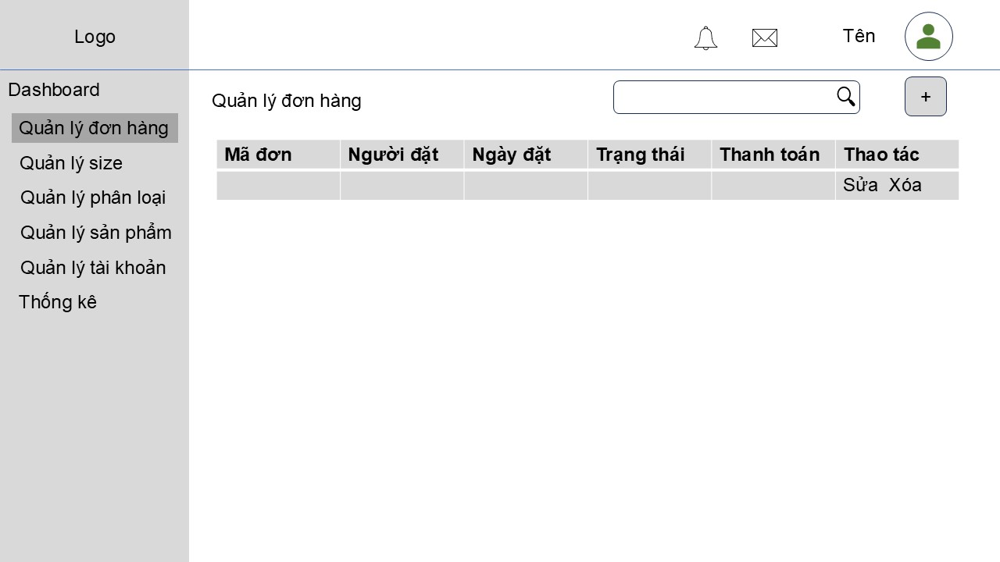 Logo
Tên
Dashboard
Quản lý đơn hàng
Quản lý size
Quản lý phân loại
Quản lý sản phẩm
Quản lý tài khoản
Thống kê
Quản lý đơn hàng
+
Mã đơn Người đặt Ngày đặt Trạng thái Thanh toán Thao tác
Sửa Xóa